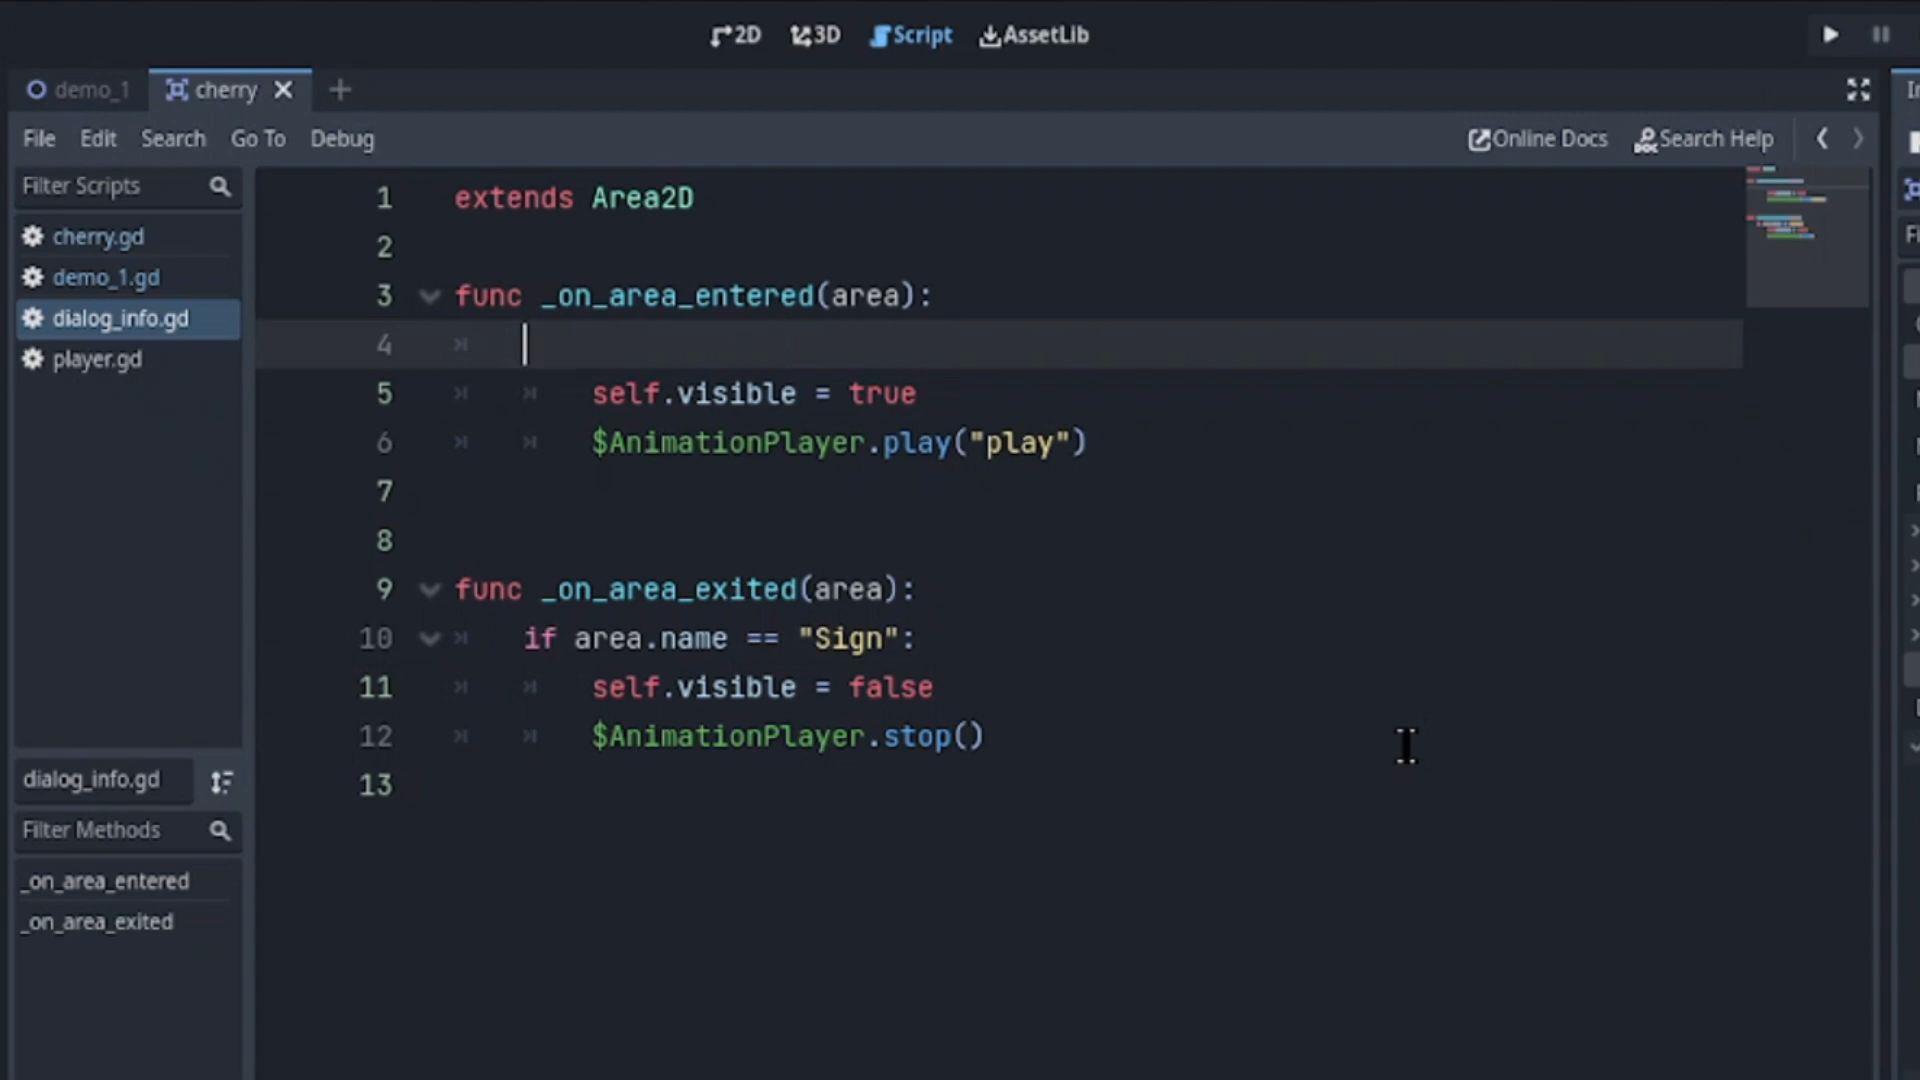 2D 3D Script AssetLib
demo_1 cherry
File Edit Search Go To Debug Online Docs Search Help
Filter Scripts
cherry.gd
demo_1.gd
dialog_info.gd
player.gd
dialog_info.gd
Filter Methods
_on_area_entered
_on_area_exited
1 extends Area2D
2
3 func _on_area_entered(area):
4
5 self.visible = true
6 $AnimationPlayer.play("play")
7
8
9 func _on_area_exited(area):
10 if area.name == "Sign":
11 self.visible = false
12 $AnimationPlayer.stop()
13